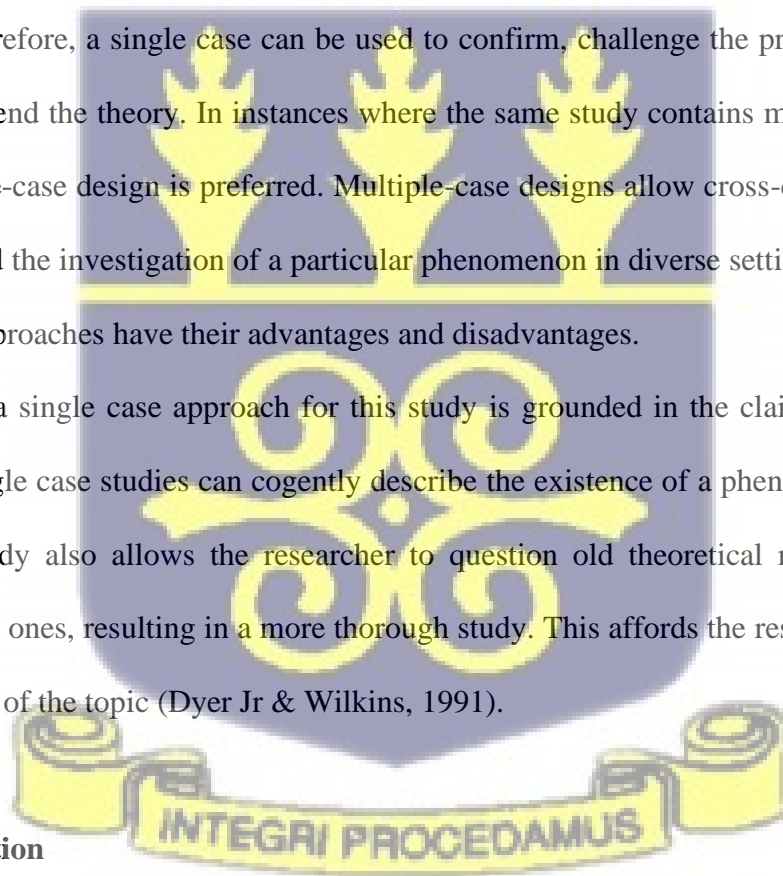 refore, a single case can be used to confirm, challenge the pr
end the theory. In instances where the same study contains m
-case design is preferred. Multiple-case designs allow cross-
the investigation of a particular phenomenon in diverse setti
proaches have their advantages and disadvantages.
a single case approach for this study is grounded in the clai
gle case studies can cogently describe the existence of a phen
dy also allows the researcher to question old theoretical
ones, resulting in a more thorough study. This affords the res
of the topic (Dyer Jr & Wilkins, 1991).
INTEGRI PROCEDAMUS
tion